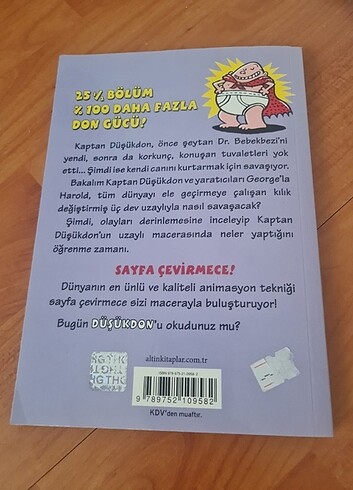 25 ½ BÖLÜM
% 100 DAHA FAZLA
DON GÜCÜ!
Kaptan Düşükdon, önce şeytan Dr. Bebekbezi'ni
yendi, sonra da korkunç, konuşan tuvaletleri yok
etti... Şimdi ise kendi canını kurtarmak için savaşıyor.
Bakalım Kaptan Düşükdon ve yaratıcıları George'la
Harold, tüm dünyayı ele geçirmeye çalışan kılık
değiştirmiş üç dev uzaylıyla nasıl savaşacak?
Şimdi, olayları derinlemesine inceleyip Kaptan
Düşükdon'un uzaylı macerasında neler yaptığını
öğrenme zamanı.
SAYFA ÇEVİRMECE!
Dünyanın en ünlü ve kaliteli animasyon tekniği
sayfa çevirmece sizi macerayla buluşturuyor!
Bugün DÜŞÜKDON'u okudunuz mu?
altinkitaplar.com.tr
9 789752 109582
KDV'den muaftır.